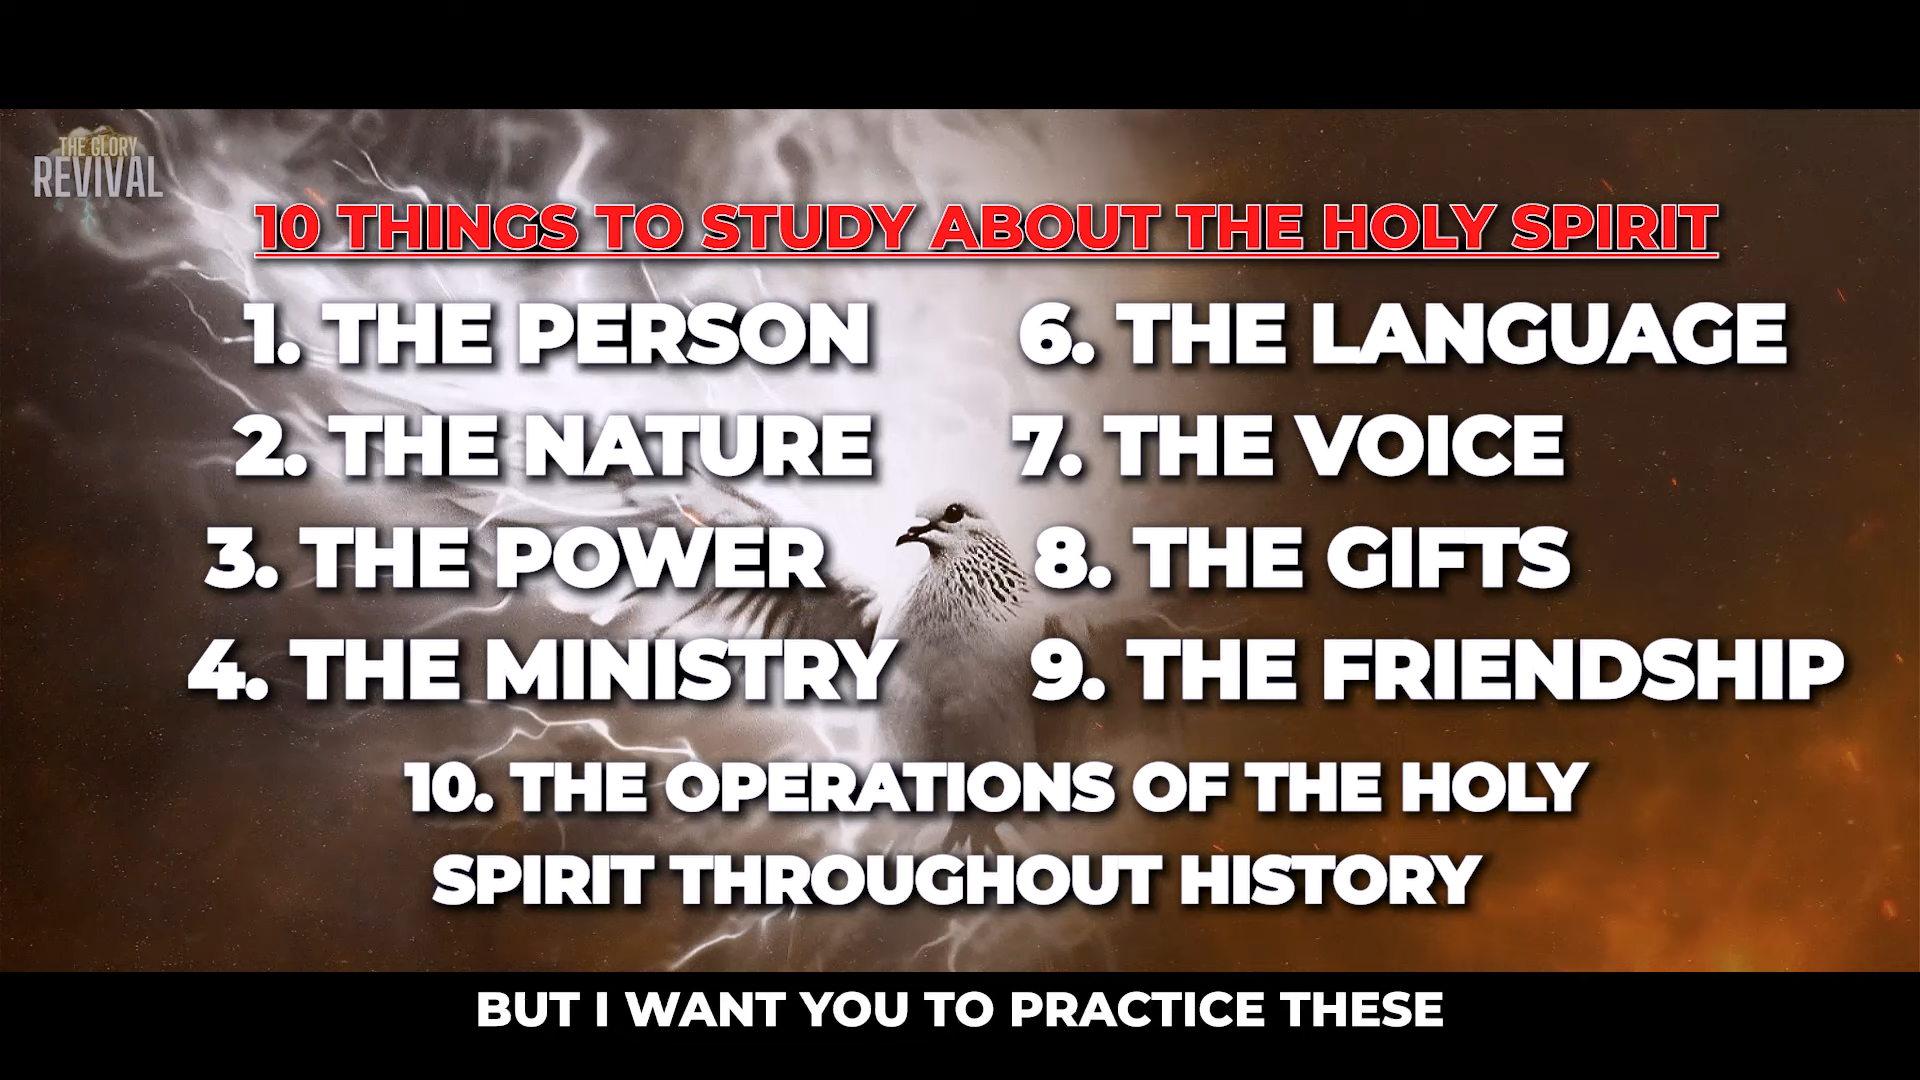 THE GLORY
REVIVAL
10 THINGS TO STUDY ABOUT THE HOLY SPIRIT
1. THE PERSON
2. THE NATURE
3. THE POWER
4. THE MINISTRY
6. THE LANGUAGE
7. THE VOICE
8. THE GIFTS
9. THE FRIENDSHIP
10. THE OPERATIONS OF THE HOLY
SPIRIT THROUGHOUT HISTORY
BUT I WANT YOU TO PRACTICE THESE